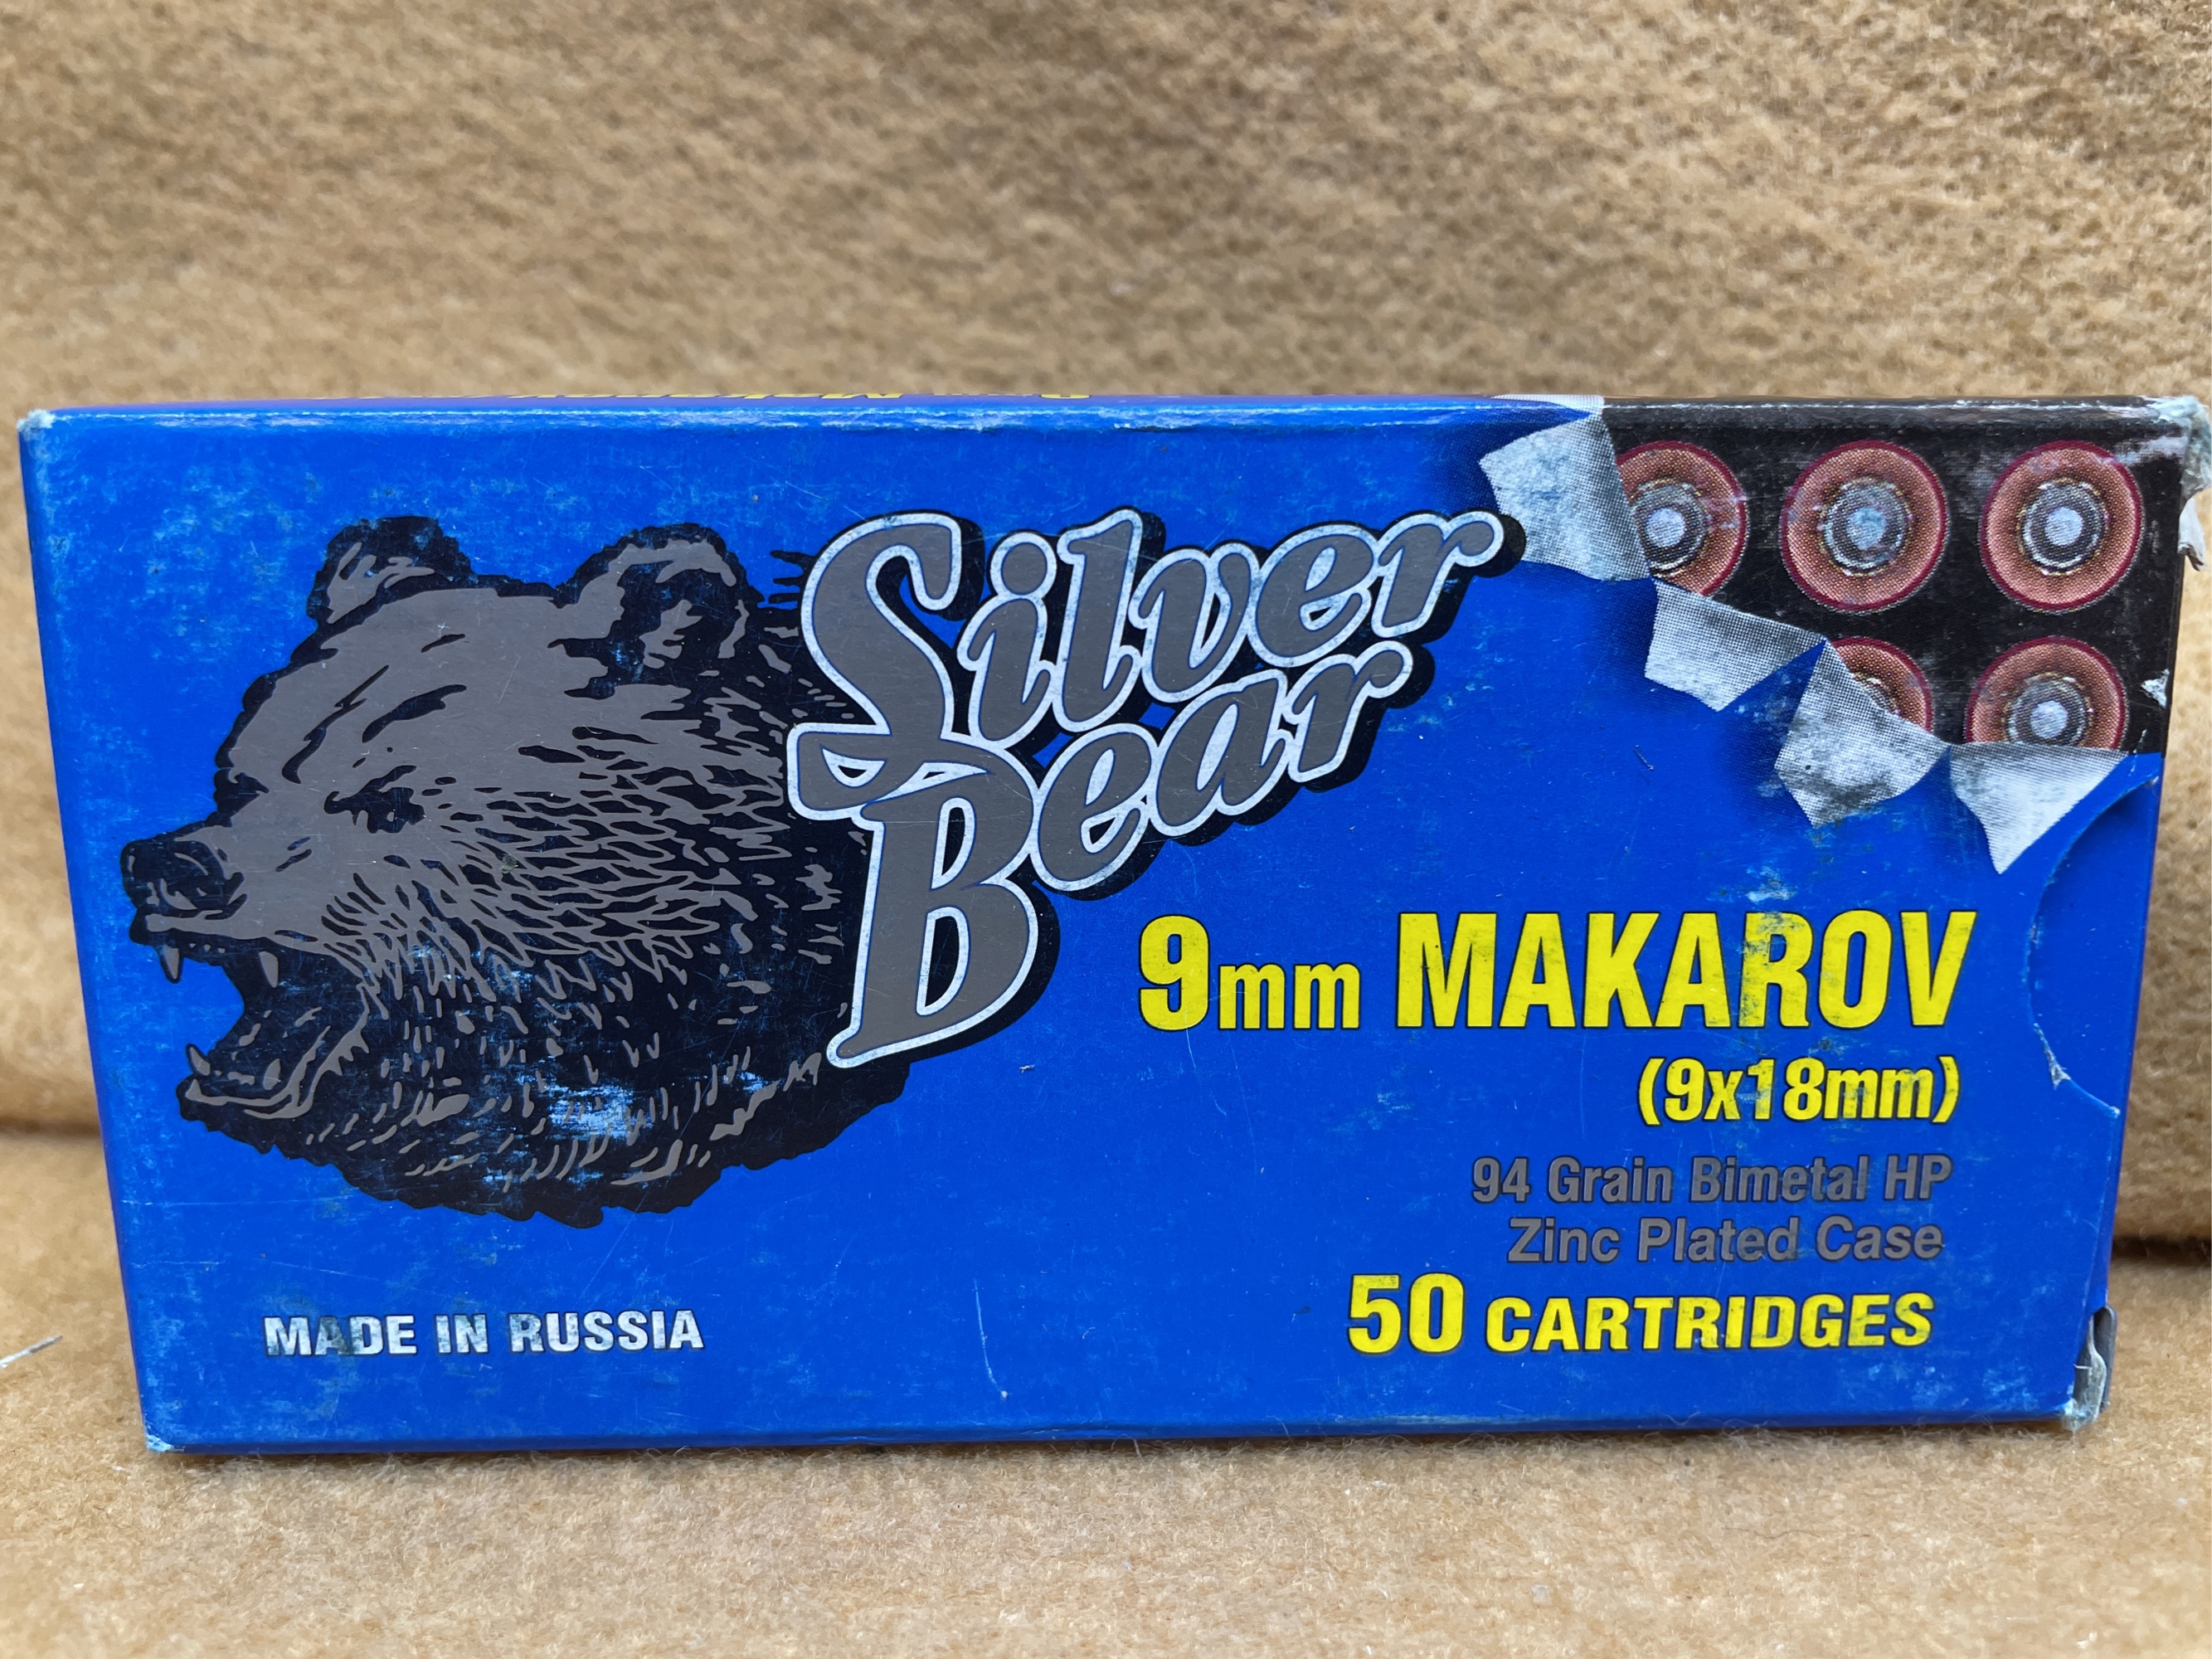 Silver
Bear
9mm MAKAROV
(9x18mm)
94 Grain Bimetal HP
Zinc Plated Case
50 CARTRIDGES
MADE IN RUSSIA